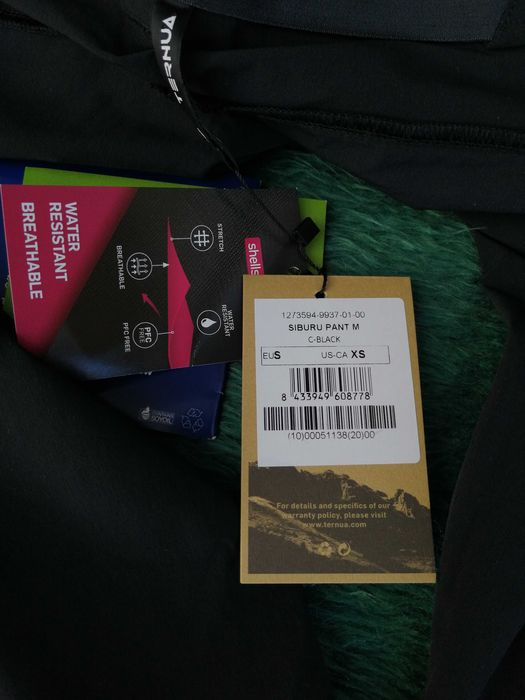 TERNUA
WATER
RESISTANT
BREATHABLE
shells
STRETCH
BREATHABLE
WATER
RESISTANT
PFC
FREE
PFC FREE
1273594-9937-01-00
SIBURU PANT M
C-BLACK
EU S US-CA XS
8 433949 608778
(10)00051138(20)00
For details and specifics of our
warranty policy, please visit
www.ternua.com